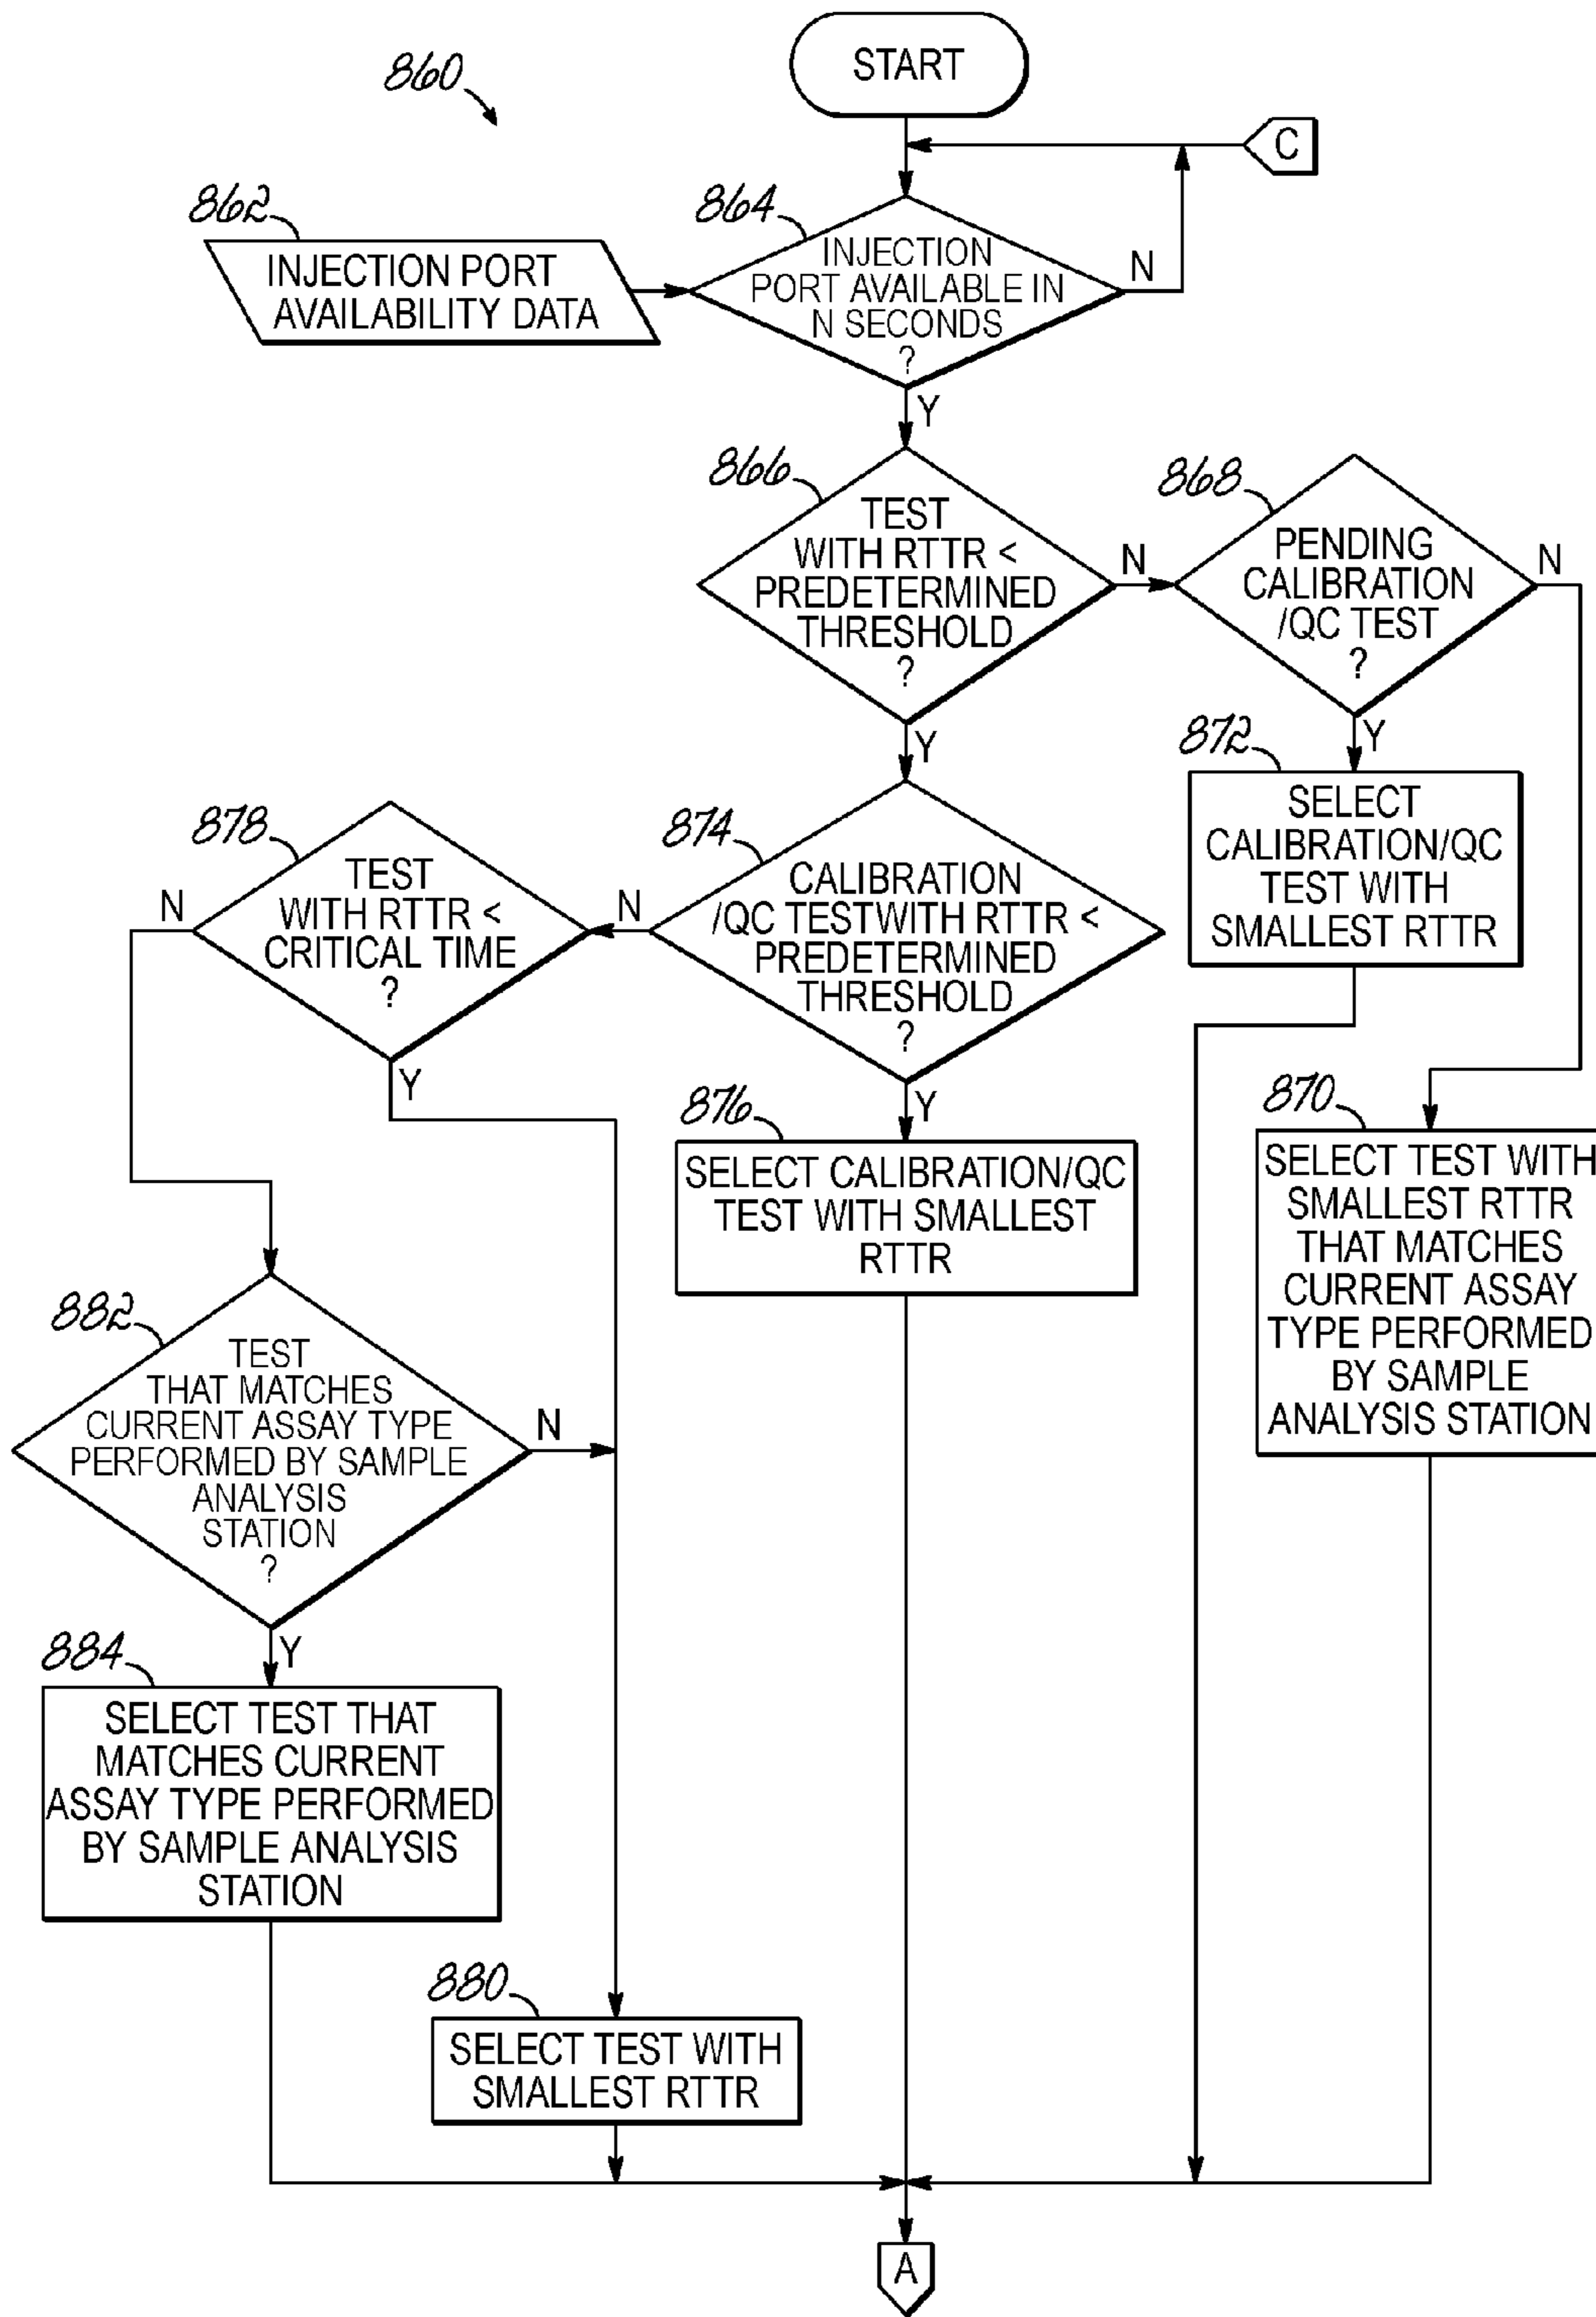 860
START
C
862
INJECTION PORT
AVAILABILITY DATA
864
INJECTION
PORT AVAILABLE IN
N SECONDS
?
N
Y
866
TEST
WITH RTTR <
PREDETERMINED
THRESHOLD
?
N
Y
868
PENDING
CALIBRATION
/QC TEST
?
N
Y
872
SELECT
CALIBRATION/QC
TEST WITH
SMALLEST RTTR
870
SELECT TEST WITH
SMALLEST RTTR
THAT MATCHES
CURRENT ASSAY
TYPE PERFORMED
BY SAMPLE
ANALYSIS STATION
874
CALIBRATION
/QC TESTWITH RTTR <
PREDETERMINED
THRESHOLD
?
N
Y
876
SELECT CALIBRATION/QC
TEST WITH SMALLEST
RTTR
878
TEST
WITH RTTR <
CRITICAL TIME
?
N
Y
882
TEST
THAT MATCHES
CURRENT ASSAY TYPE
PERFORMED BY SAMPLE
ANALYSIS
STATION
?
N
Y
884
SELECT TEST THAT
MATCHES CURRENT
ASSAY TYPE PERFORMED
BY SAMPLE ANALYSIS
STATION
880
SELECT TEST WITH
SMALLEST RTTR
A